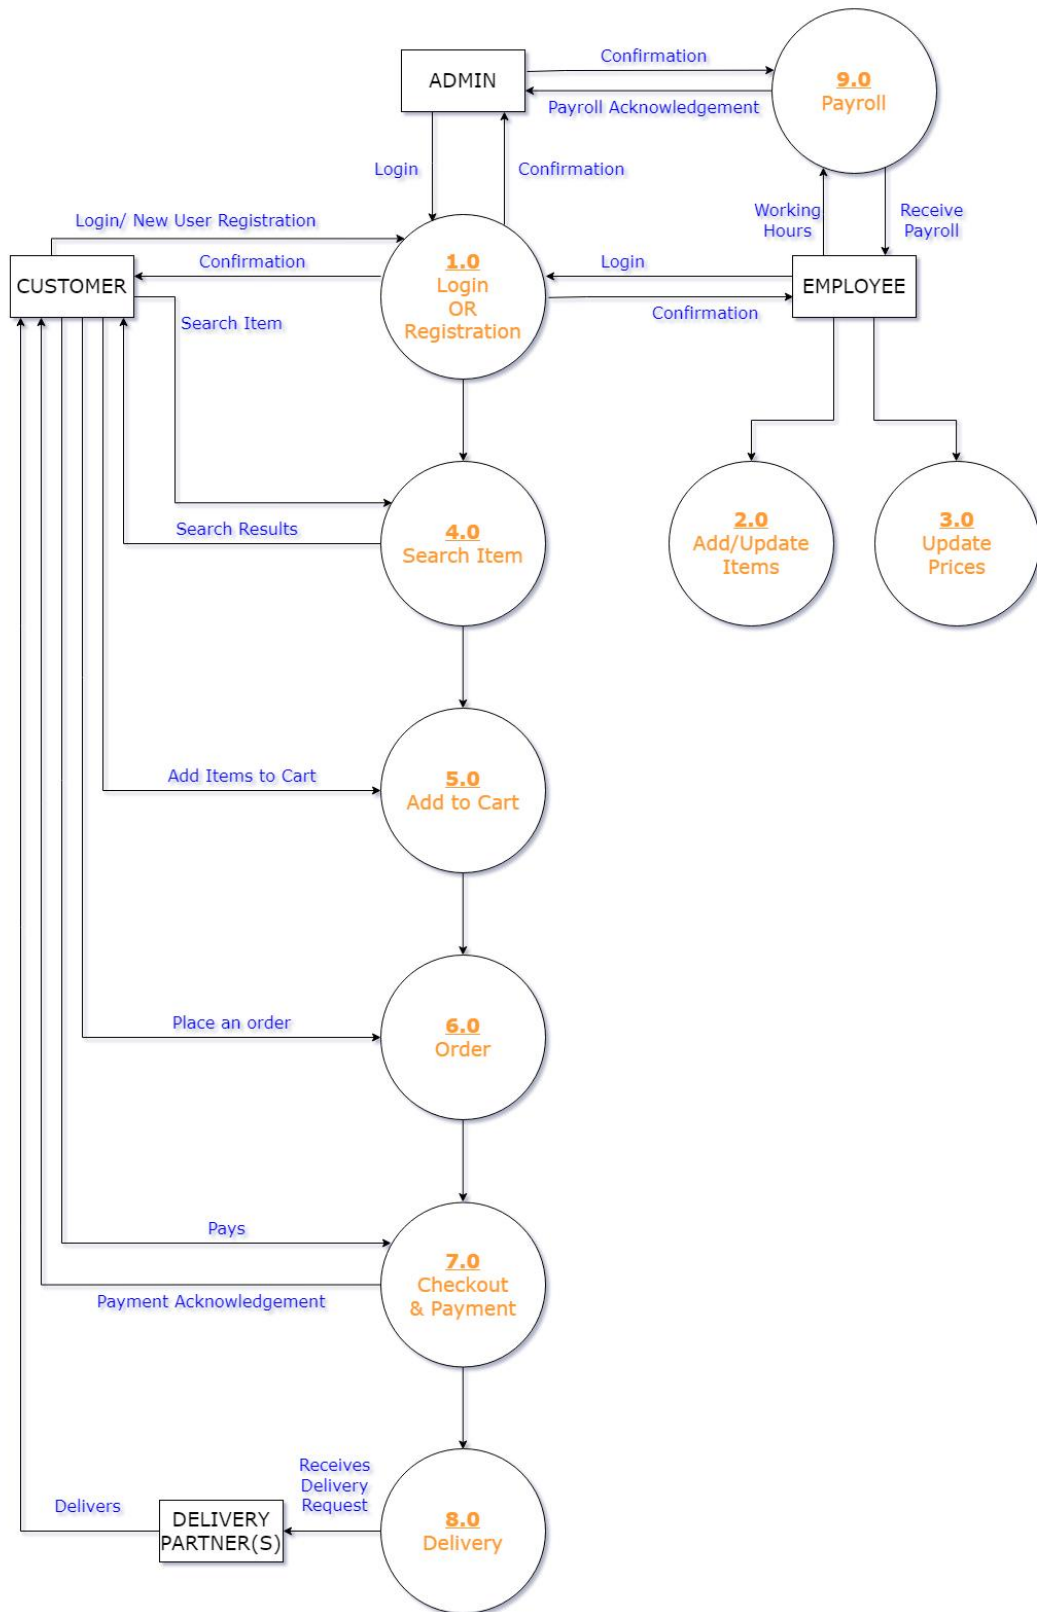 Confirmation
ADMIN
9.0
Payroll
Payroll Acknowledgement
Login
Confirmation
Login/ New User Registration
Working
Hours
Receive
Payroll
CUSTOMER
Confirmation
1.0
Login
OR
Registration
Login
EMPLOYEE
Confirmation
Search Item
Search Results
4.0
Search Item
2.0
Add/Update
Items
3.0
Update
Prices
Add Items to Cart
5.0
Add to Cart
Place an order
6.0
Order
Pays
7.0
Checkout
& Payment
Payment Acknowledgement
Receives
Delivery
Request
Delivers
DELIVERY
PARTNER(S)
8.0
Delivery